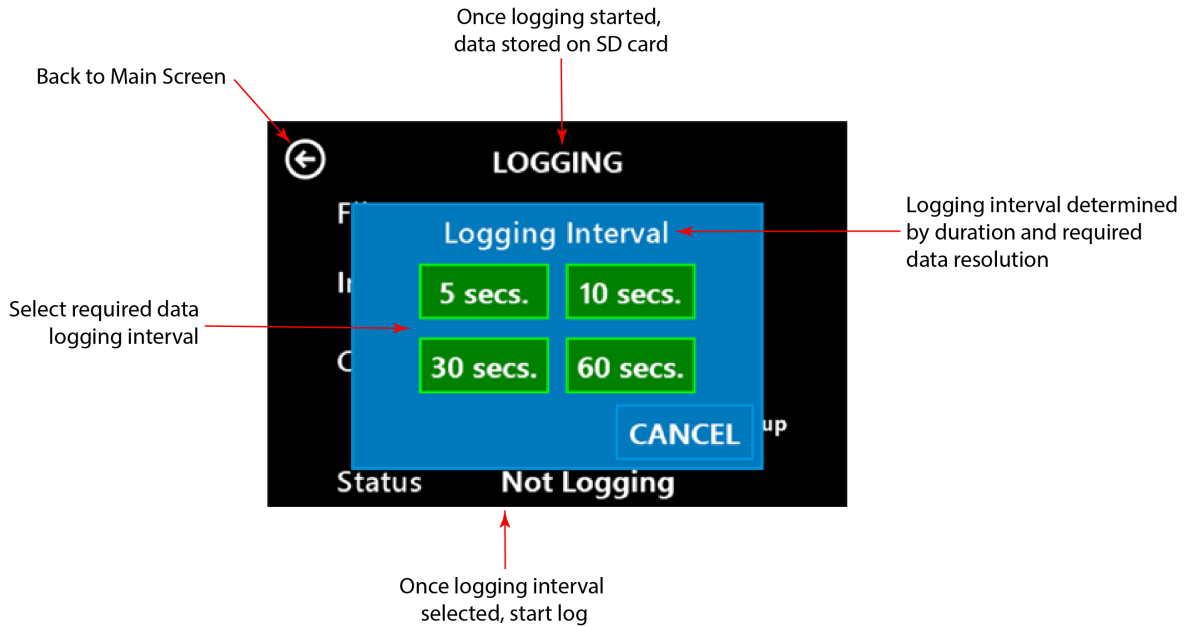 Once logging started,
data stored on SD card
Back to Main Screen
LOGGING
Logging Interval
Logging interval determined
by duration and required
data resolution
5 secs.
10 secs.
Select required data
logging interval
30 secs.
60 secs.
CANCEL
up
Status
Not Logging
Once logging interval
selected, start log